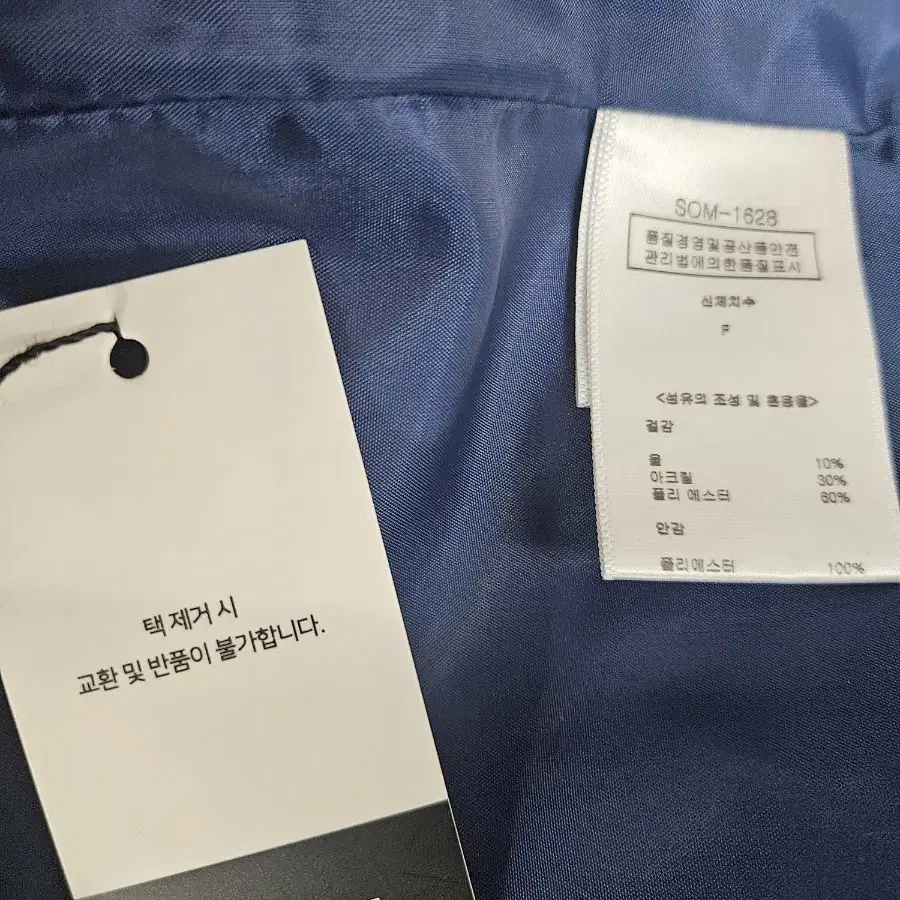 택 제거 시
교환 및 반품이 불가합니다.
SOM-1628
품질경영및공산품안전
관리법에의한품질표시
신체치수
F
<섬유의 조성 및 혼용율>
겉감
울 10%
아크릴 30%
폴리 에스터 60%
안감
폴리에스터 100%